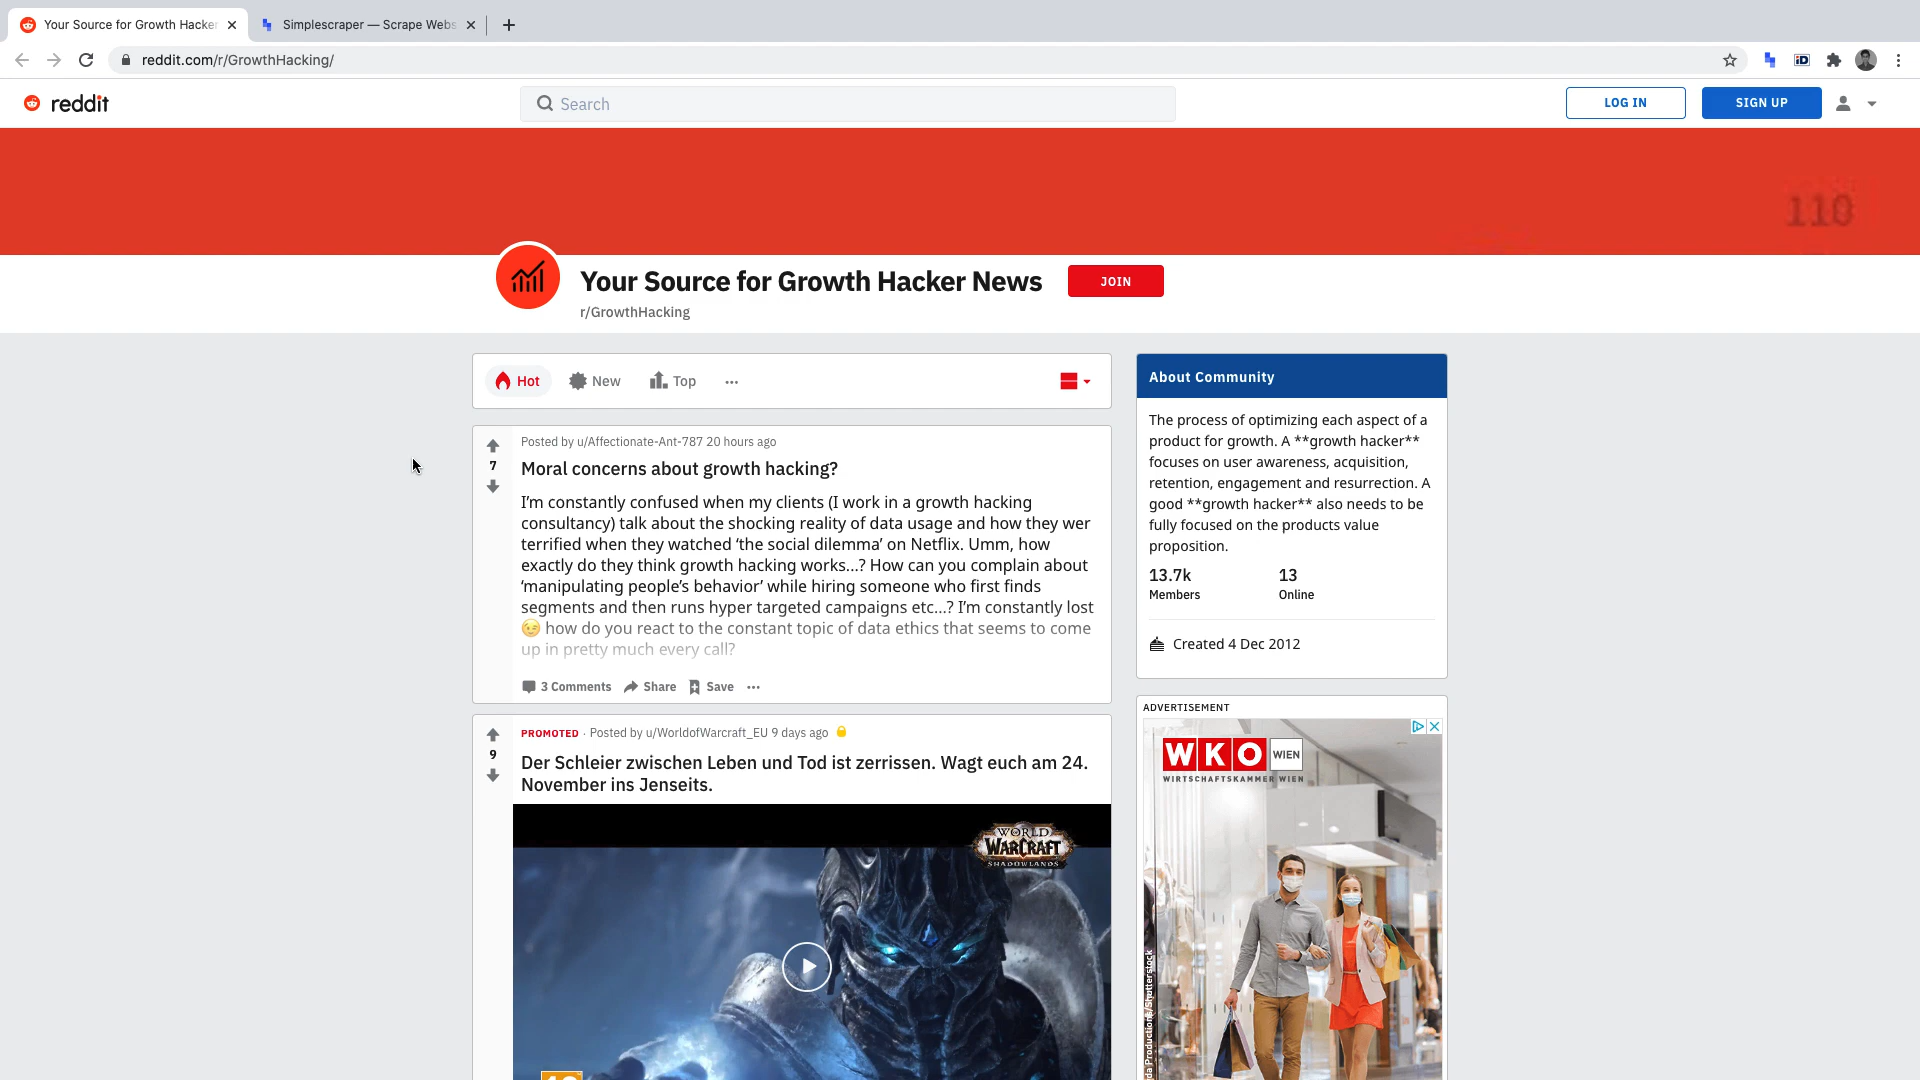 Your Source for Growth Hacker
Simplescraper — Scrape Webs
reddit.com/r/GrowthHacking/
reddit
Search
LOG IN
SIGN UP
110
Your Source for Growth Hacker News
JOIN
r/GrowthHacking
Hot
New
Top
Posted by u/Affectionate-Ant-787 20 hours ago
7
Moral concerns about growth hacking?
I'm constantly confused when my clients (I work in a growth hacking
consultancy) talk about the shocking reality of data usage and how they wer
terrified when they watched ‘the social dilemma’ on Netflix. Umm, how
exactly do they think growth hacking works...? How can you complain about
‘manipulating people’s behavior’ while hiring someone who first finds
segments and then runs hyper targeted campaigns etc...? I'm constantly lost
😉 how do you react to the constant topic of data ethics that seems to come
up in pretty much every call?
3 Comments
Share
Save
PROMOTED · Posted by u/WorldofWarcraft_EU 9 days ago
9
Der Schleier zwischen Leben und Tod ist zerrissen. Wagt euch am 24.
November ins Jenseits.
WORLD
WARCRAFT
SHADOWLANDS
About Community
The process of optimizing each aspect of a
product for growth. A **growth hacker**
focuses on user awareness, acquisition,
retention, engagement and resurrection. A
good **growth hacker** also needs to be
fully focused on the products value
proposition.
13.7k
Members
13
Online
Created 4 Dec 2012
ADVERTISEMENT
WKO WIEN
WIRTSCHAFTSKAMMER WIEN
Productions/Shutterstock